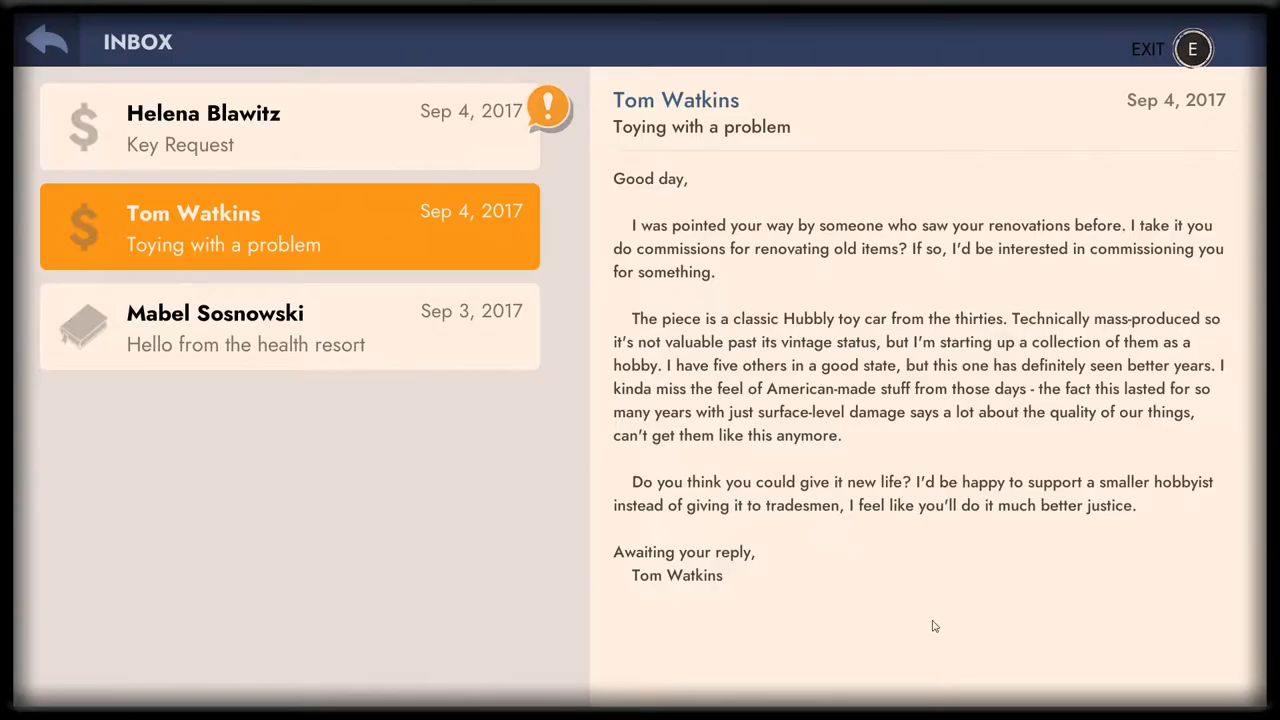 INBOX
EXIT E
Helena Blawitz
Sep 4, 2017
Key Request
Tom Watkins
Sep 4, 2017
Toying with a problem
Mabel Sosnowski
Sep 3, 2017
Hello from the health resort
Tom Watkins
Sep 4, 2017
Toying with a problem
Good day,
I was pointed your way by someone who saw your renovations before. I take it you
do commissions for renovating old items? If so, I'd be interested in commissioning you
for something.
The piece is a classic Hubbly toy car from the thirties. Technically mass-produced so
it's not valuable past its vintage status, but I'm starting up a collection of them as a
hobby. I have five others in a good state, but this one has definitely seen better years. I
kinda miss the feel of American-made stuff from those days - the fact this lasted for so
many years with just surface-level damage says a lot about the quality of our things,
can't get them like this anymore.
Do you think you could give it new life? I'd be happy to support a smaller hobbyist
instead of giving it to tradesmen, I feel like you'll do it much better justice.
Awaiting your reply,
Tom Watkins